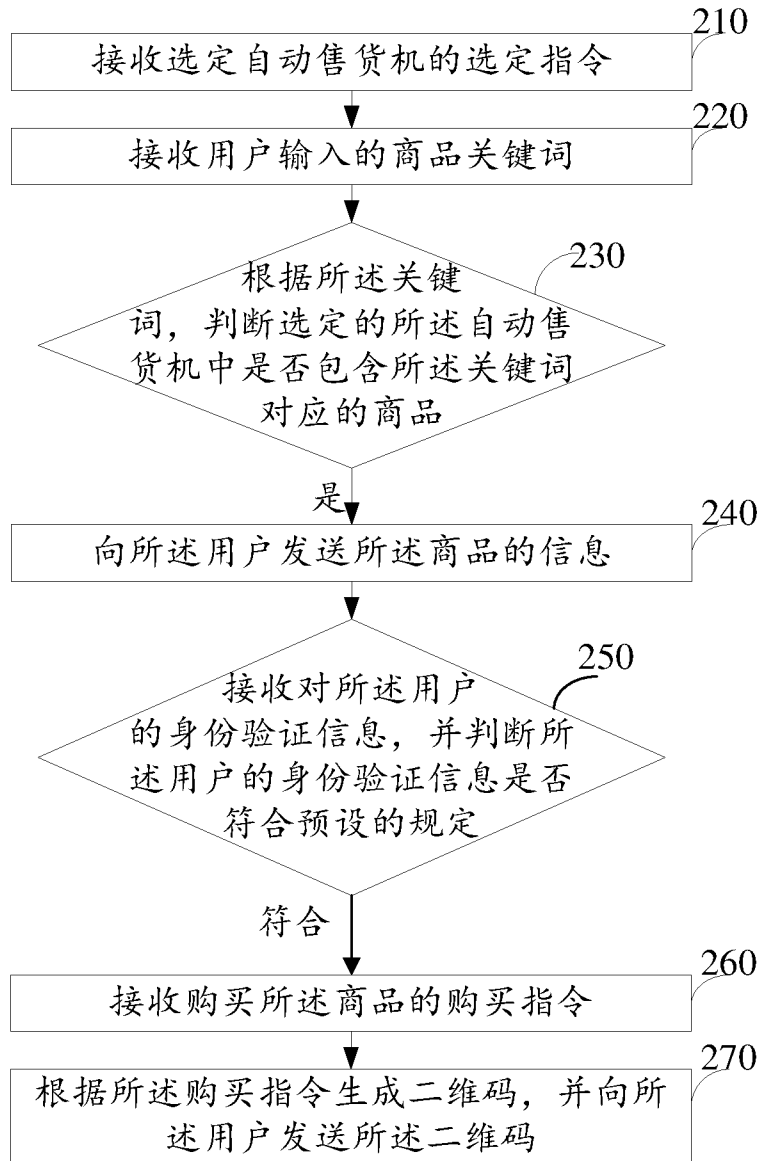 210
接收选定自动售货机的选定指令
220
接收用户输入的商品关键词
230
根据所述关键
词，判断选定的所述自动售
货机中是否包含所述关键词
对应的商品
是
240
向所述用户发送所述商品的信息
250
接收对所述用户
的身份验证信息，并判断所
述用户的身份验证信息是否
符合预设的规定
符合
260
接收购买所述商品的购买指令
270
根据所述购买指令生成二维码，并向所
述用户发送所述二维码